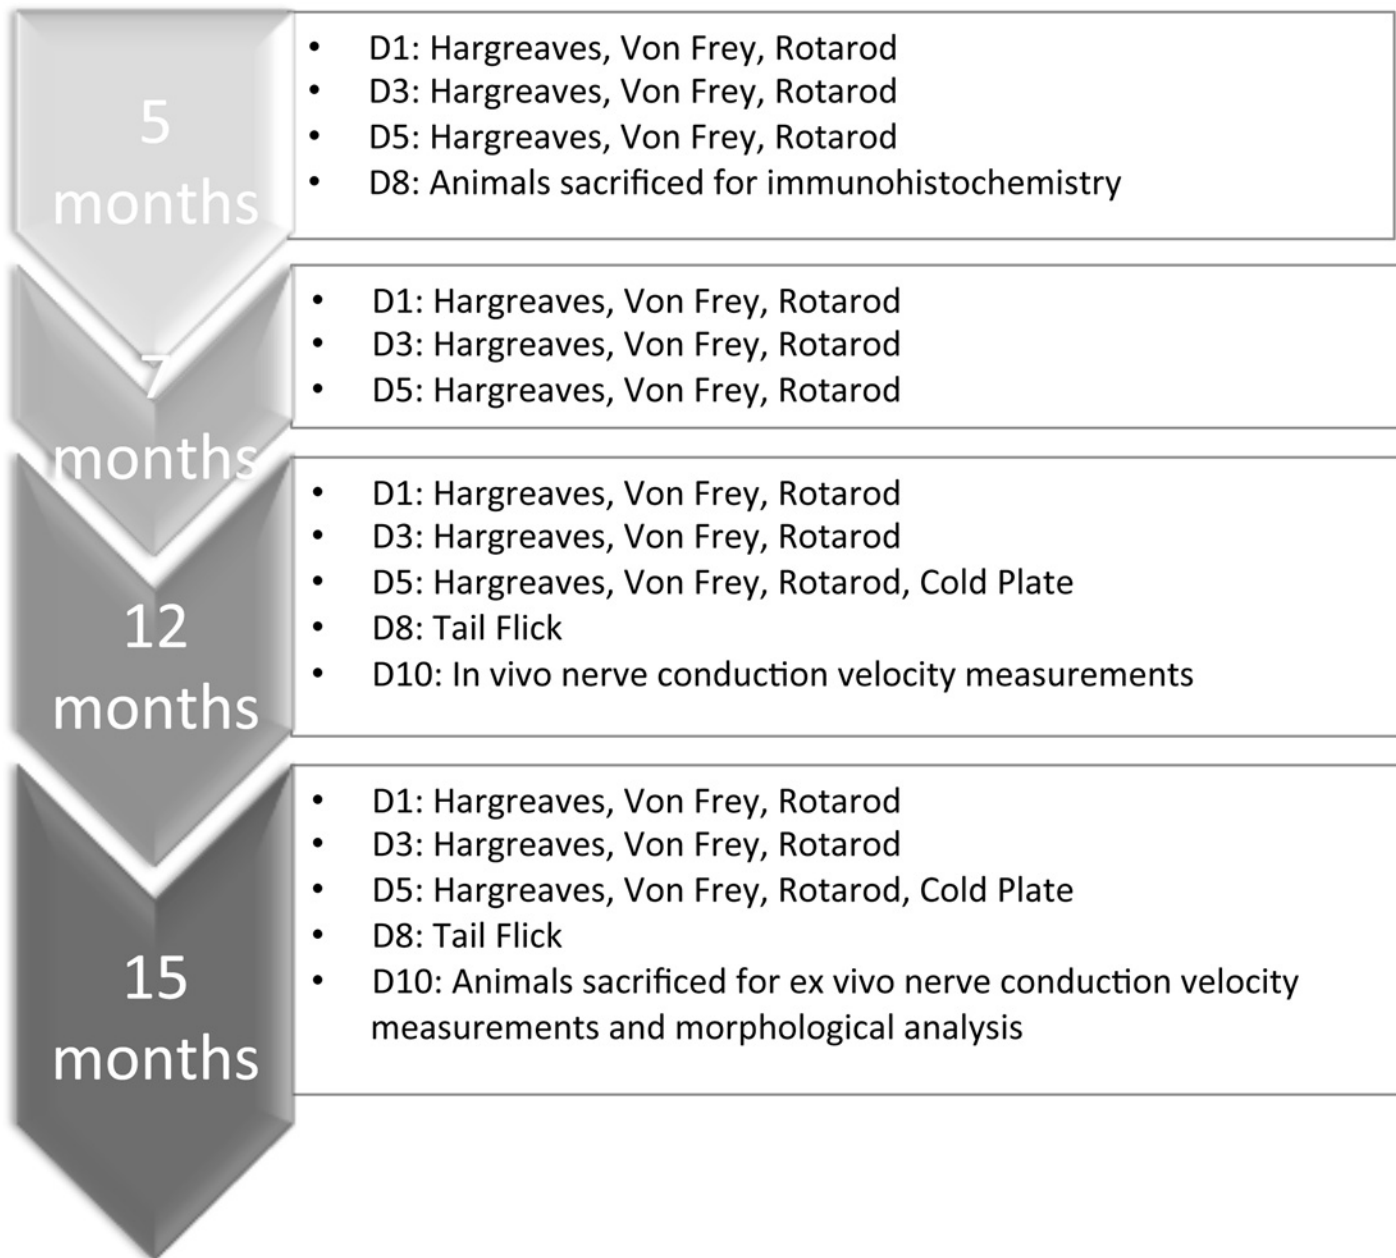 5
months
• D1: Hargreaves, Von Frey, Rotarod
• D3: Hargreaves, Von Frey, Rotarod
• D5: Hargreaves, Von Frey, Rotarod
• D8: Animals sacrificed for immunohistochemistry
7
months
• D1: Hargreaves, Von Frey, Rotarod
• D3: Hargreaves, Von Frey, Rotarod
• D5: Hargreaves, Von Frey, Rotarod
12
months
• D1: Hargreaves, Von Frey, Rotarod
• D3: Hargreaves, Von Frey, Rotarod
• D5: Hargreaves, Von Frey, Rotarod, Cold Plate
• D8: Tail Flick
• D10: In vivo nerve conduction velocity measurements
15
months
• D1: Hargreaves, Von Frey, Rotarod
• D3: Hargreaves, Von Frey, Rotarod
• D5: Hargreaves, Von Frey, Rotarod, Cold Plate
• D8: Tail Flick
• D10: Animals sacrificed for ex vivo nerve conduction velocity
measurements and morphological analysis